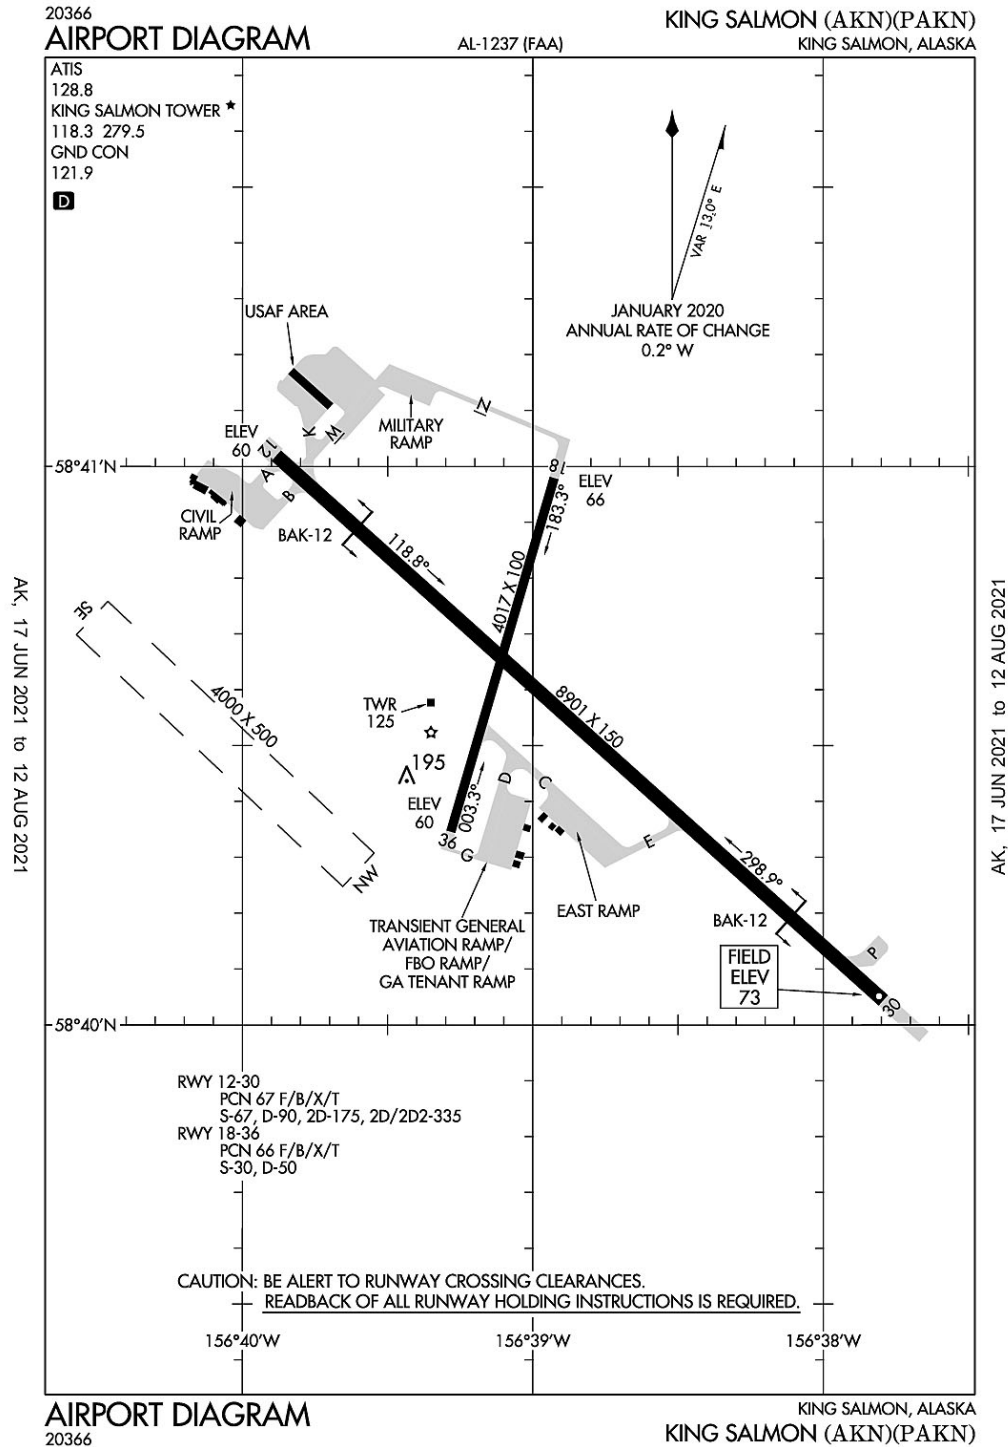 20366
AIRPORT DIAGRAM
AL-1237 (FAA)
KING SALMON (AKN)(PAKN)
KING SALMON, ALASKA
ATIS
128.8
KING SALMON TOWER
118.3 279.5
GND CON
121.9
D
VAR 13.0° E
JANUARY 2020
ANNUAL RATE OF CHANGE
0.2° W
USAF AREA
MILITARY
RAMP
IZ
K
W
ELEV
60
12
A
B
58°41'N
CIVIL
RAMP
BAK-12
118.8°
18
ELEV
66
183.3°
4017 X 100
SE
4000 X 500
NW
8901 X 150
TWR
125
195
ELEV
60
003.3°
36
G
D
C
E
EAST RAMP
TRANSIENT GENERAL
AVIATION RAMP/
FBO RAMP/
GA TENANT RAMP
298.9°
BAK-12
P
FIELD
ELEV
73
30
58°40'N
RWY 12-30
PCN 67 F/B/X/T
S-67, D-90, 2D-175, 2D/2D2-335
RWY 18-36
PCN 66 F/B/X/T
S-30, D-50
CAUTION: BE ALERT TO RUNWAY CROSSING CLEARANCES.
READBACK OF ALL RUNWAY HOLDING INSTRUCTIONS IS REQUIRED.
156°40'W
156°39'W
156°38'W
AK, 17 JUN 2021 to 12 AUG 2021
AK, 17 JUN 2021 to 12 AUG 2021
AIRPORT DIAGRAM
20366
KING SALMON, ALASKA
KING SALMON (AKN)(PAKN)